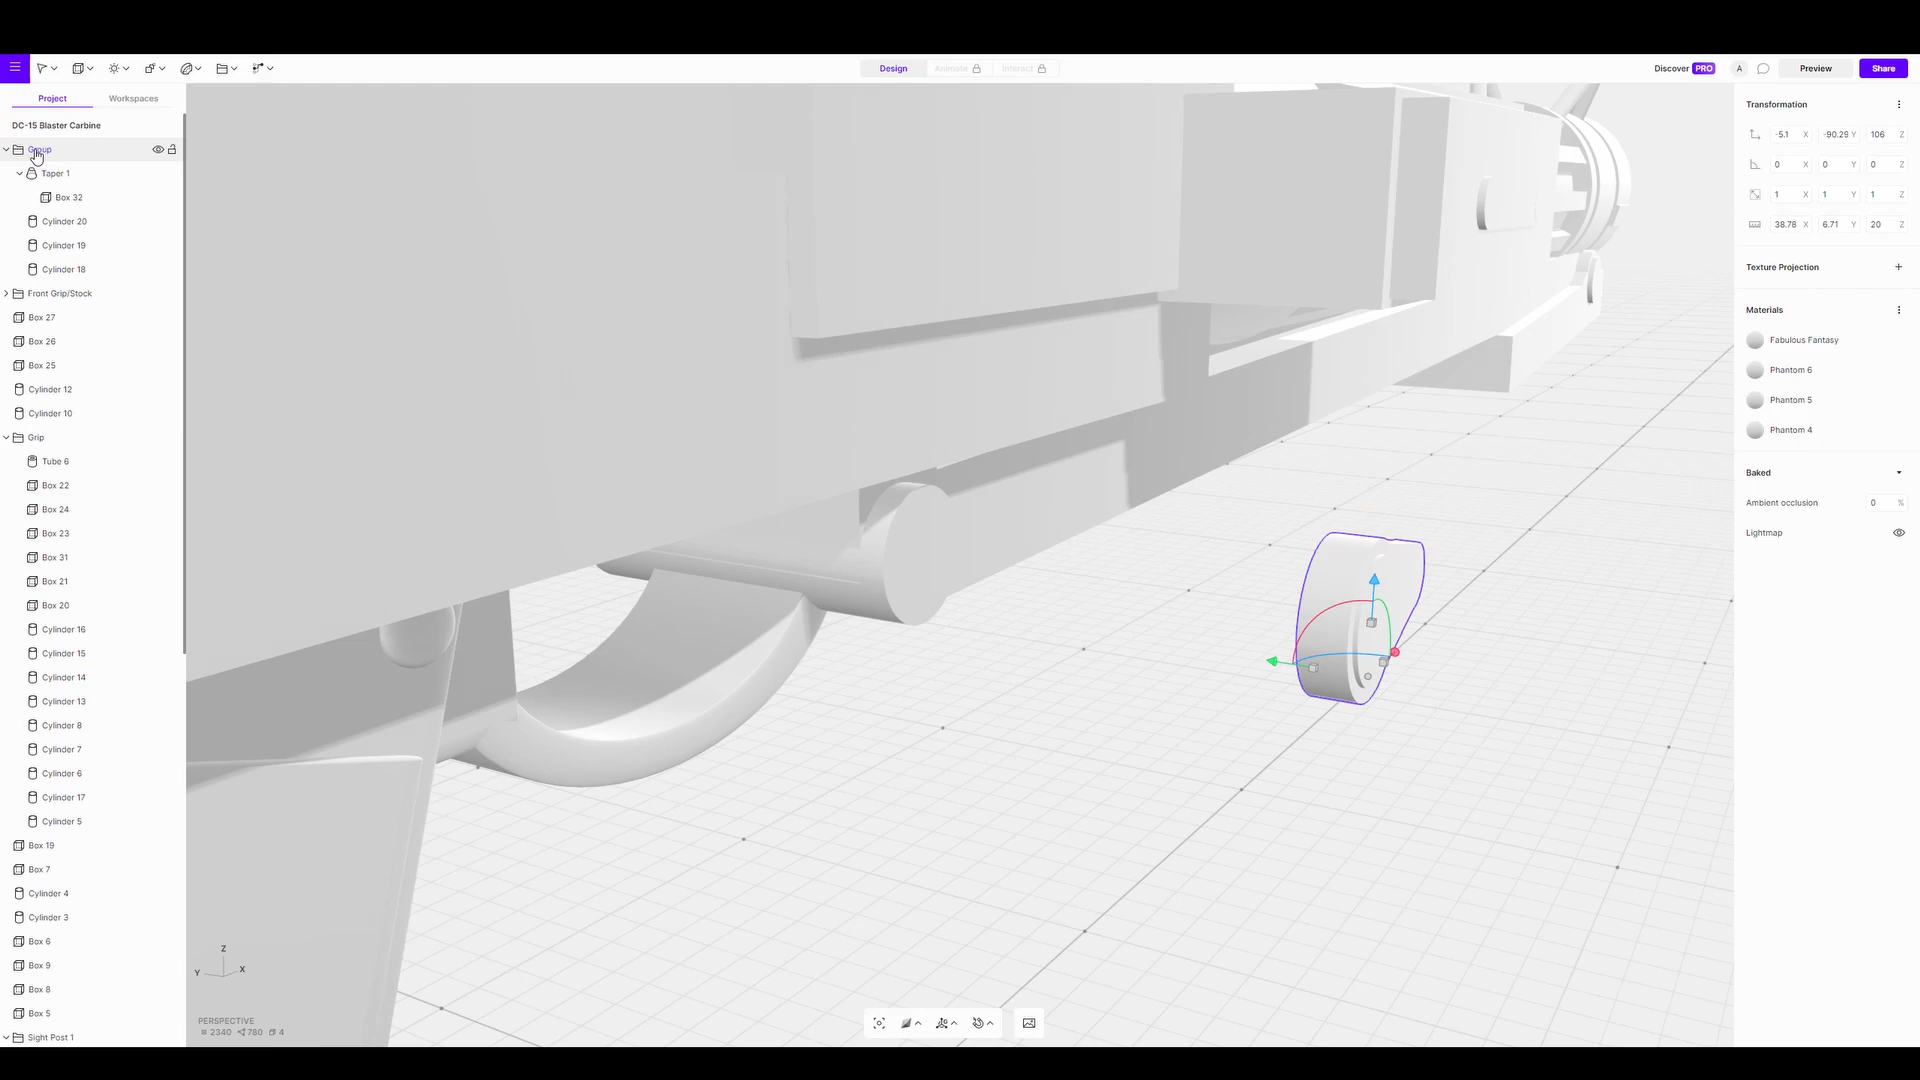 Design
Animate
Interact
Discover PRO
A
Preview
Share
Project
Workspaces
DC-15 Blaster Carbine
Group
Taper 1
Box 32
Cylinder 20
Cylinder 19
Cylinder 18
Front Grip/Stock
Box 27
Box 26
Box 25
Cylinder 12
Cylinder 10
Grip
Tube 6
Box 22
Box 24
Box 23
Box 31
Box 21
Box 20
Cylinder 16
Cylinder 15
Cylinder 14
Cylinder 13
Cylinder 8
Cylinder 7
Cylinder 6
Cylinder 17
Cylinder 5
Box 19
Box 7
Cylinder 4
Cylinder 3
Box 6
Box 9
Box 8
Box 5
Sight Post 1
Z
Y
X
PERSPECTIVE
2340 780 4
Transformation
-5.1 X -90.29 Y 106 Z
0 X 0 Y 0 Z
1 X 1 Y 1 Z
38.78 X 6.71 Y 20 Z
Texture Projection
Materials
Fabulous Fantasy
Phantom 6
Phantom 5
Phantom 4
Baked
Ambient occlusion 0 %
Lightmap